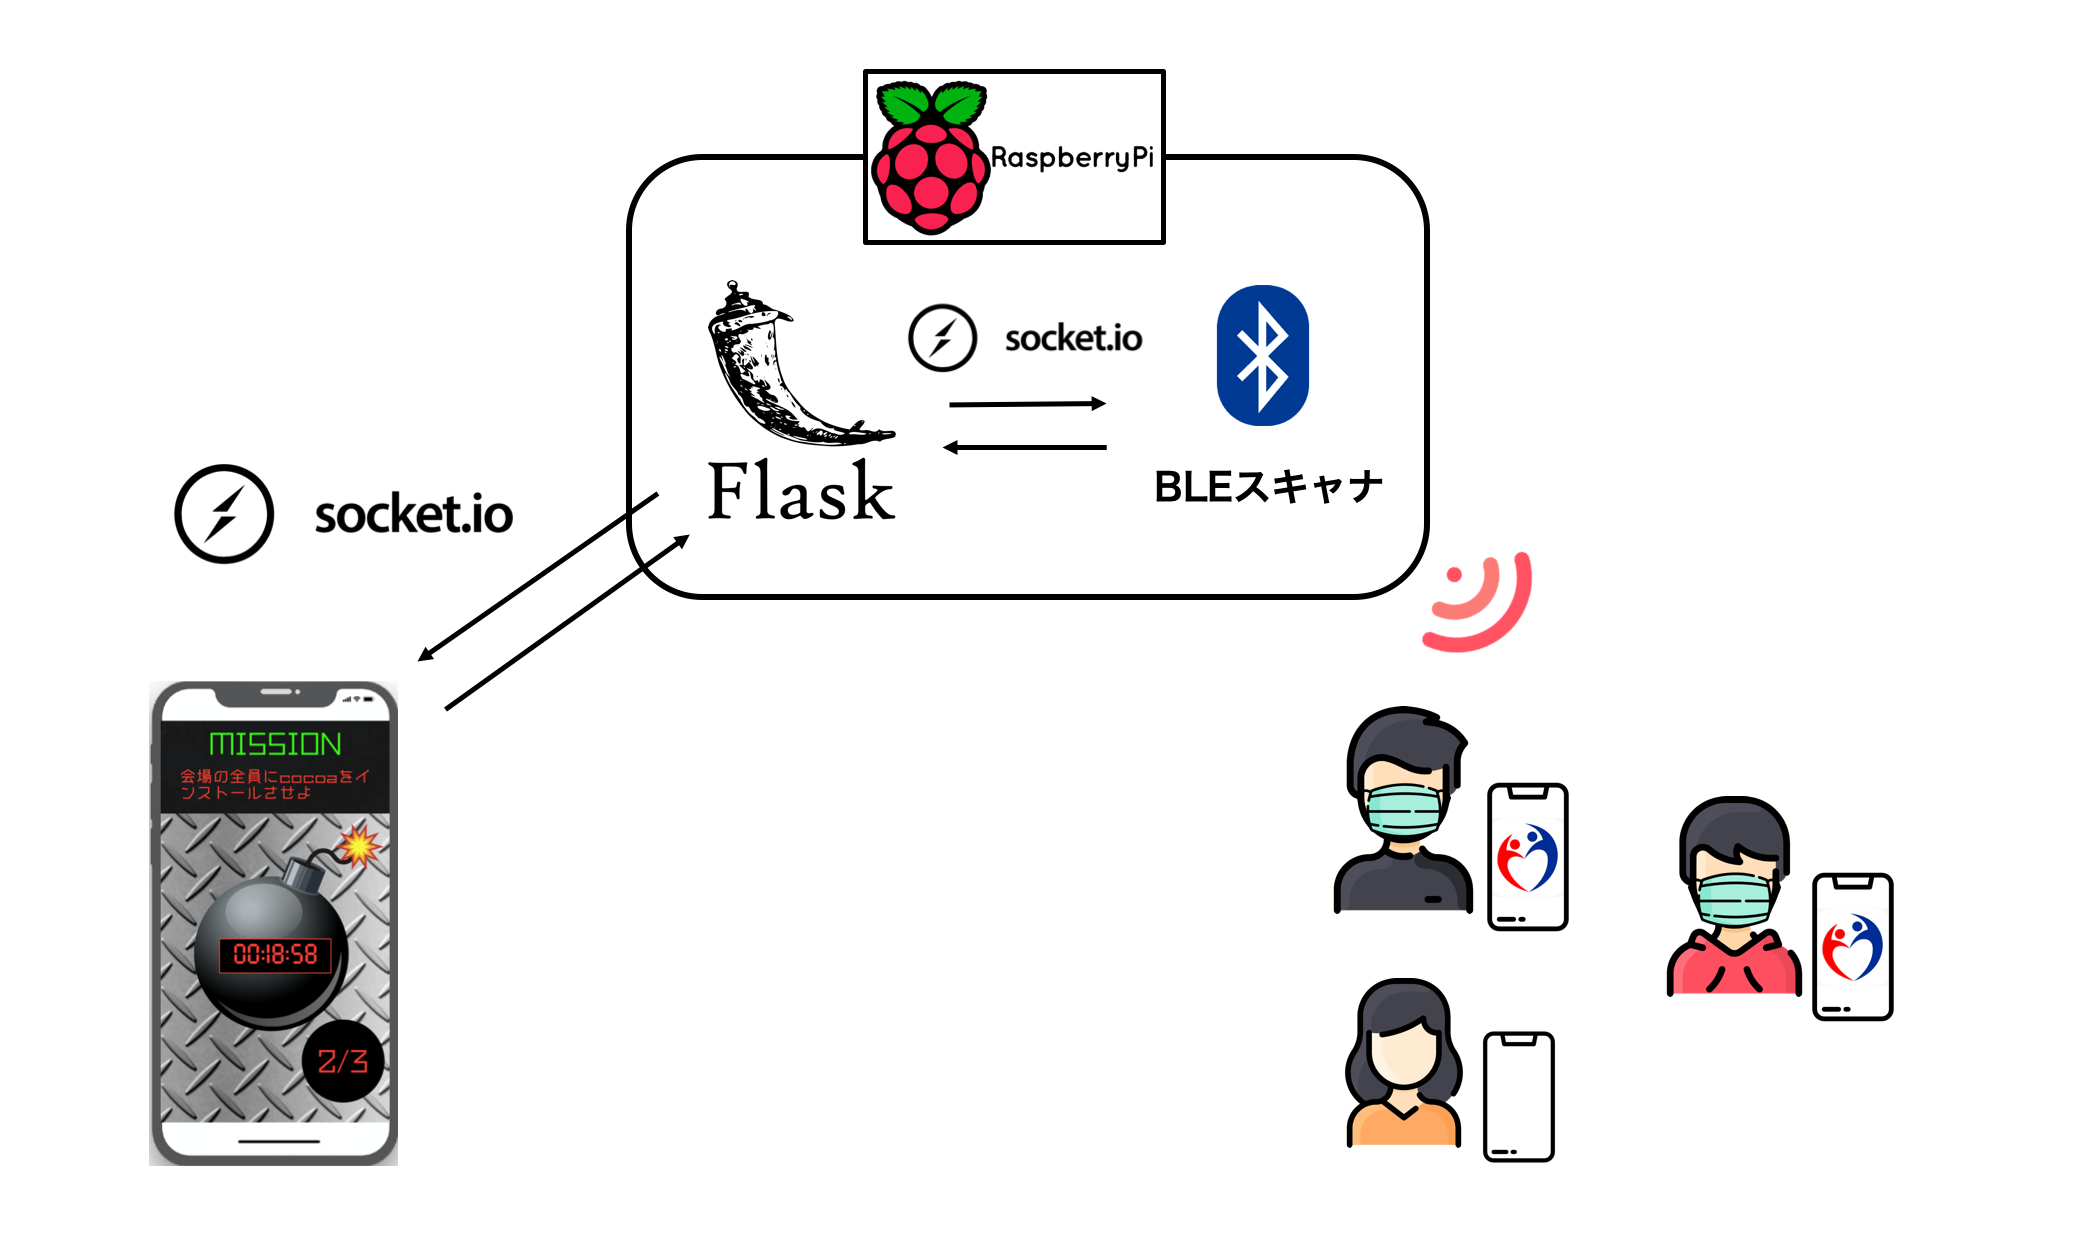 RaspberryPi
socket.io
Flask
BLEスキャナ
socket.io
MISSION
会場の全員にcocoaをイ
ンストールさせよ
00:18:58
2/3